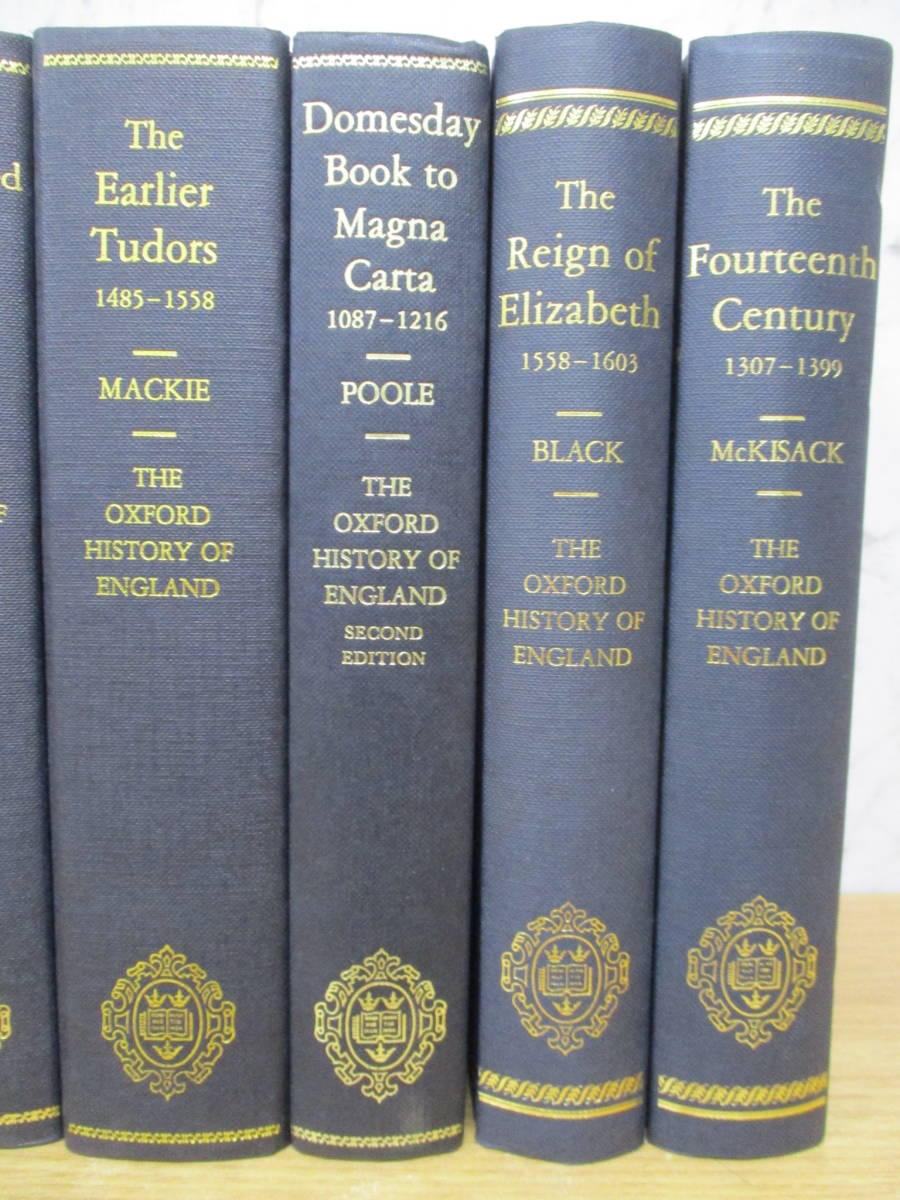 The
Earlier
Tudors
1485–1558
MACKIE
THE
OXFORD
HISTORY OF
ENGLAND
Domesday
Book to
Magna
Carta
1087–1216
POOLE
THE
OXFORD
HISTORY OF
ENGLAND
SECOND
EDITION
The
Reign of
Elizabeth
1558–1603
BLACK
THE
OXFORD
HISTORY OF
ENGLAND
The
Fourteenth
Century
1307–1399
McKISACK
THE
OXFORD
HISTORY OF
ENGLAND